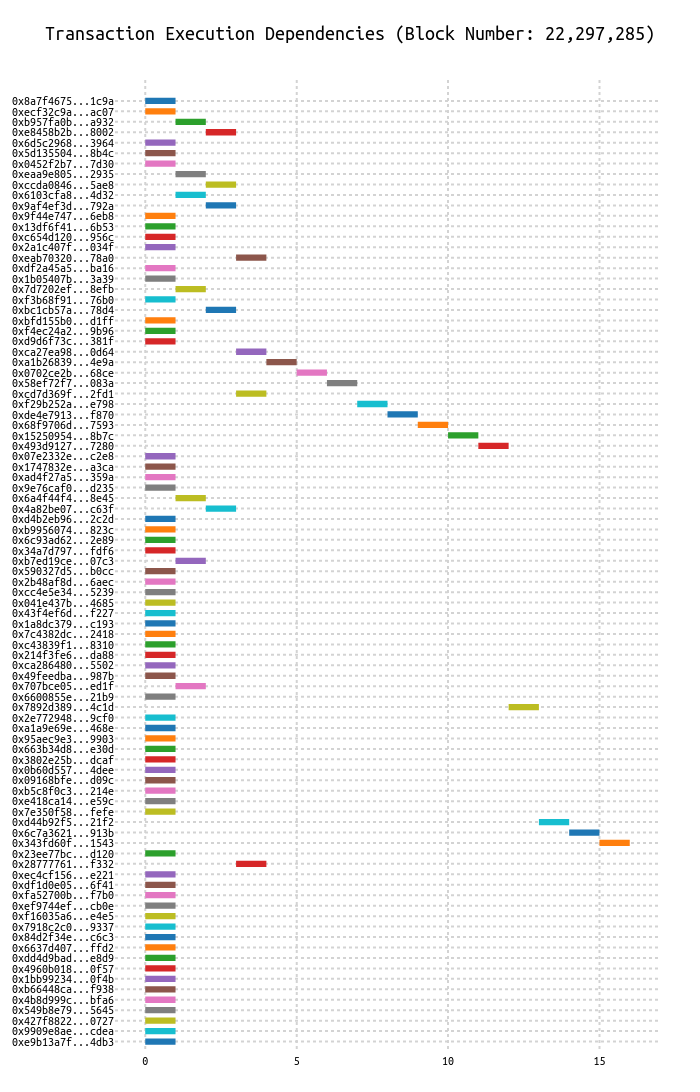 Transaction Execution Dependencies (Block Number: 22,297,285)
0x8a7f4675...1c9a
0xecf32c9a...ac07
0xb957fa0b...a932
0xe8458b2b...8002
0x6d5c2968...3964
0x5d135504...8b4c
0x0452f2b7...7d30
0xeaa9e805...2935
0xccda0846...5ae8
0x6103cfa8...4d32
0x9af4ef3d...792a
0x9f44e747...6eb8
0x13df6f41...6b53
0xc654d120...956c
0x2a1c407f...034f
0xeab70320...78a0
0xdf2a45a5...ba16
0x1b05407b...3a39
0x7d7202ef...8efb
0xf3b68f91...76b0
0xbc1cb57a...78d4
0xbfd155b0...d1ff
0xf4ec24a2...9b96
0xd9d6f73c...381f
0xca27ea98...0d64
0xa1b26839...4e9a
0x0702ce2b...68ce
0x58ef72f7...083a
0xcd7d369f...2fd1
0xf29b252a...e798
0xde4e7913...f870
0x68f9706d...7593
0x15250954...8b7c
0x493d9127...7280
0x07e2332e...c2e8
0x1747832e...a3ca
0xad4f27a5...359a
0x9e76caf0...d235
0x6a4f44f4...8e45
0x4a82be07...c63f
0xd4b2eb96...2c2d
0xb9956074...823c
0x6c93ad62...2e89
0x34a7d797...fdf6
0xb7ed19ce...07c3
0x590327d5...b0cc
0x2b48af8d...6aec
0xcc4e5e34...5239
0x041e437b...4685
0x43f4ef6d...f227
0x1a8dc379...c193
0x7c4382dc...2418
0xc43839f1...8310
0x214f3fe6...da88
0xca286480...5502
0x49feedba...987b
0x707bce05...ed1f
0x6600855e...21b9
0x7892d389...4c1d
0x2e772948...9cf0
0xa1a9e69e...468e
0x95aec9e3...9903
0x663b34d8...e30d
0x3802e25b...dcaf
0x0b60d557...4dee
0x09168bfe...d09c
0xb5c8f0c3...214e
0xe418ca14...e59c
0x7e350f58...fefe
0xd44b92f5...21f2
0x6c7a3621...913b
0x343fd60f...1543
0x23ee77bc...d120
0x28777761...f332
0xec4cf156...e221
0xdf1d0e05...6f41
0xfa52700b...f7b0
0xef9744ef...cb0e
0xf16035a6...e4e5
0x7918c2c0...9337
0x84d2f34e...c6c3
0x6637d407...ffd2
0xdd4d9bad...e8d9
0x4960b018...0f57
0x1bb99234...0f4b
0xb66448ca...f938
0x4b8d999c...bfa6
0x549b8e79...5645
0x427f8822...0727
0x9909e8ae...cdea
0xe9b13a7f...4db3
0 5 10 15